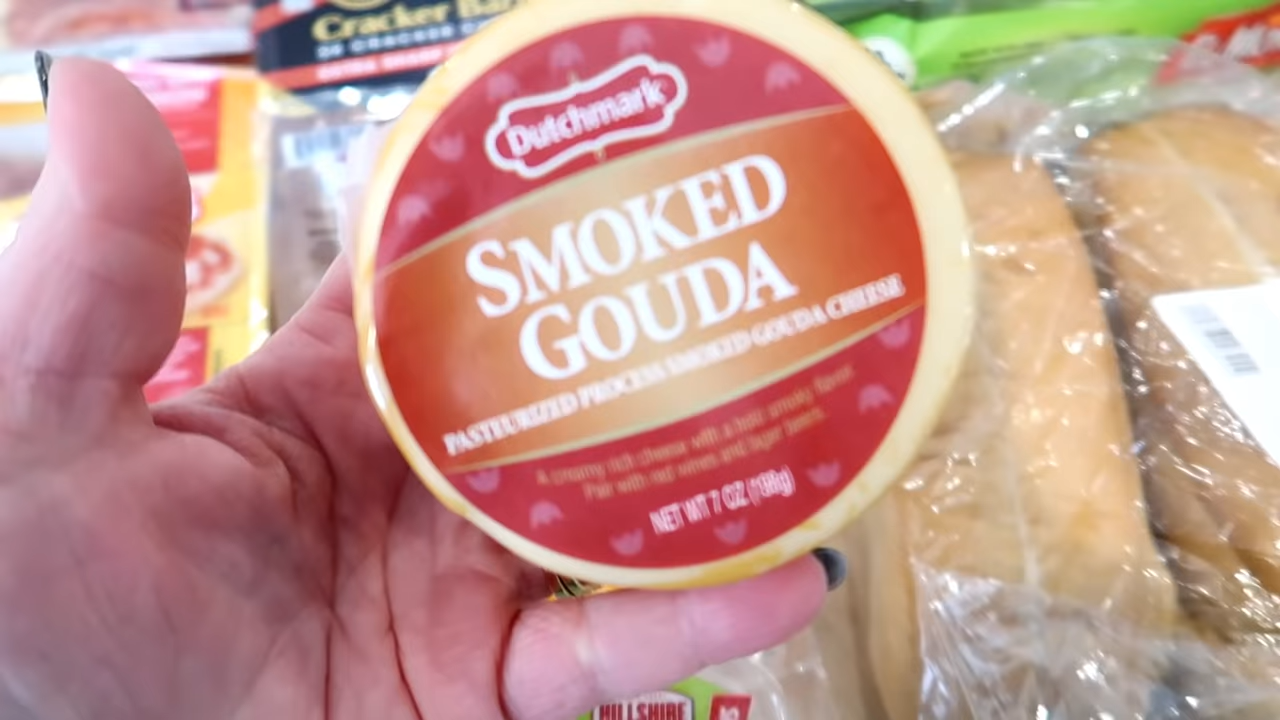 Cracker Bar
Dutchmark
SMOKED
GOUDA
PASTEURIZED PROCESS SMOKED GOUDA CHEESE
A creamy rich cheese with a bold smoky flavor.
Pair with red wines and lager beers.
NET WT 7 OZ (198g)
HILLSHIRE